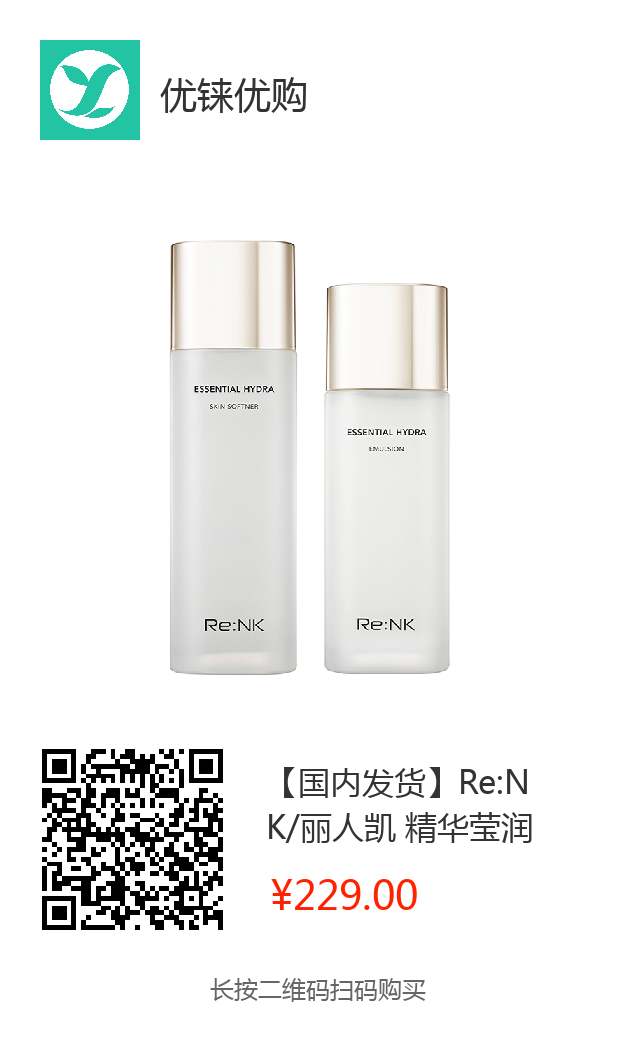 优铼优购
ESSENTIAL HYDRA
SKIN SOFTNER
Re:NK
ESSENTIAL HYDRA
EMULSION
Re:NK
【国内发货】Re:N
K/丽人凯 精华莹润
¥229.00
长按二维码扫码购买